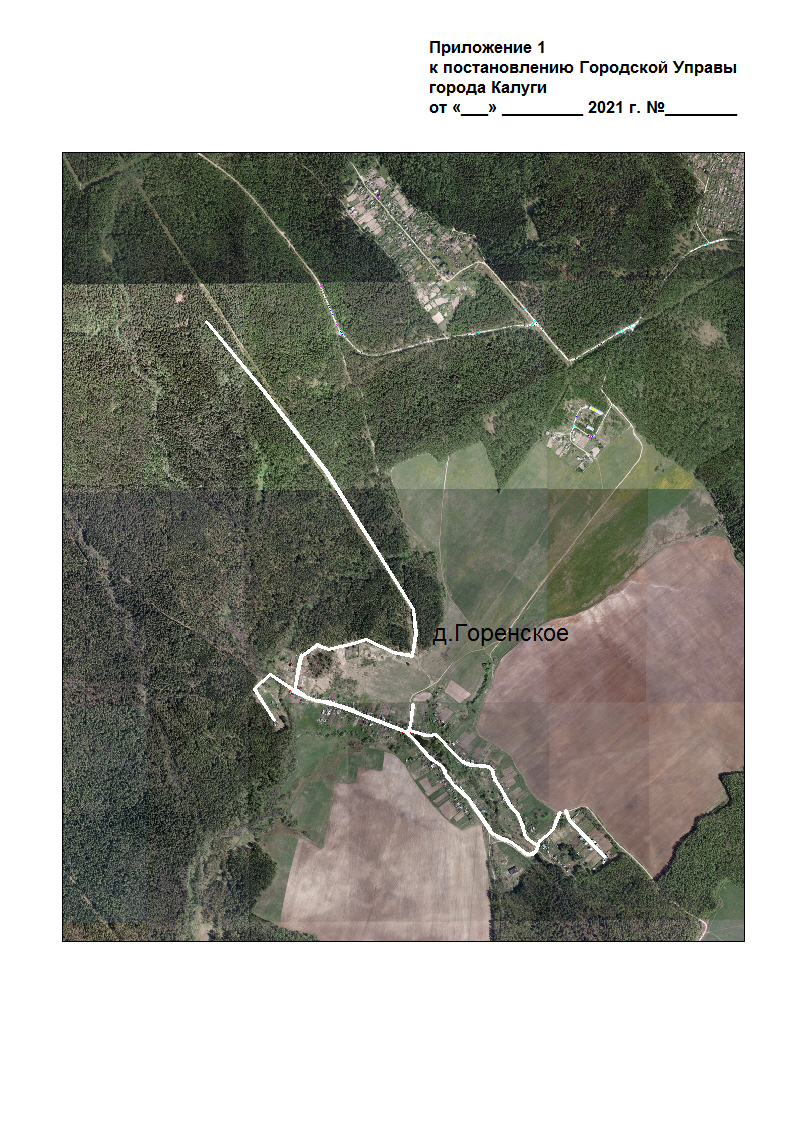 Приложение 1
к постановлению Городской Управы
города Калуги
от «___» _________ 2021 г. №________
д.Горенское